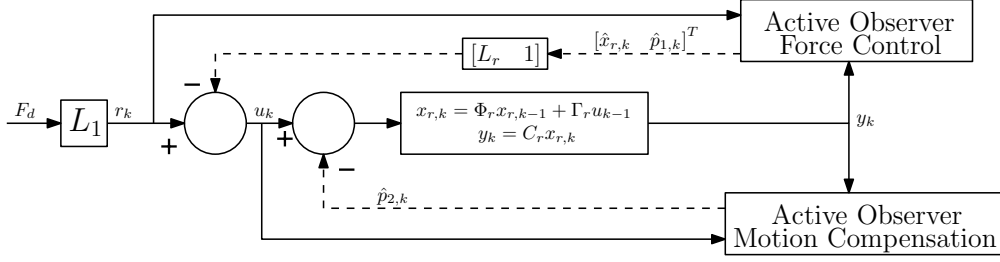 Active Observer
Force Control
[x̂_{r,k} p̂_{1,k}]^T
[L_r 1]
−
F_d
L_1
r_k
+
u_k
+
−
x_{r,k} = Φ_r x_{r,k−1} + Γ_r u_{k−1}
y_k = C_r x_{r,k}
y_k
p̂_{2,k}
Active Observer
Motion Compensation